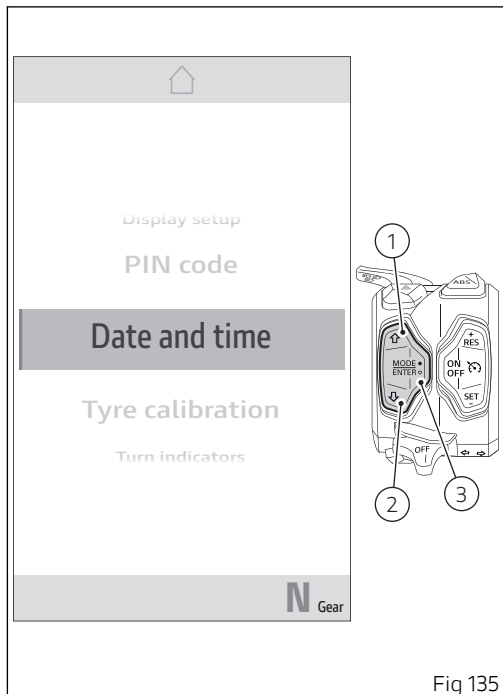 Display setup
PIN code
Date and time
Tyre calibration
Turn indicators
N Gear
1
ABS
+
RES
MODE
ENTER
ON
OFF
SET
-
OFF
2
3
Fig 135